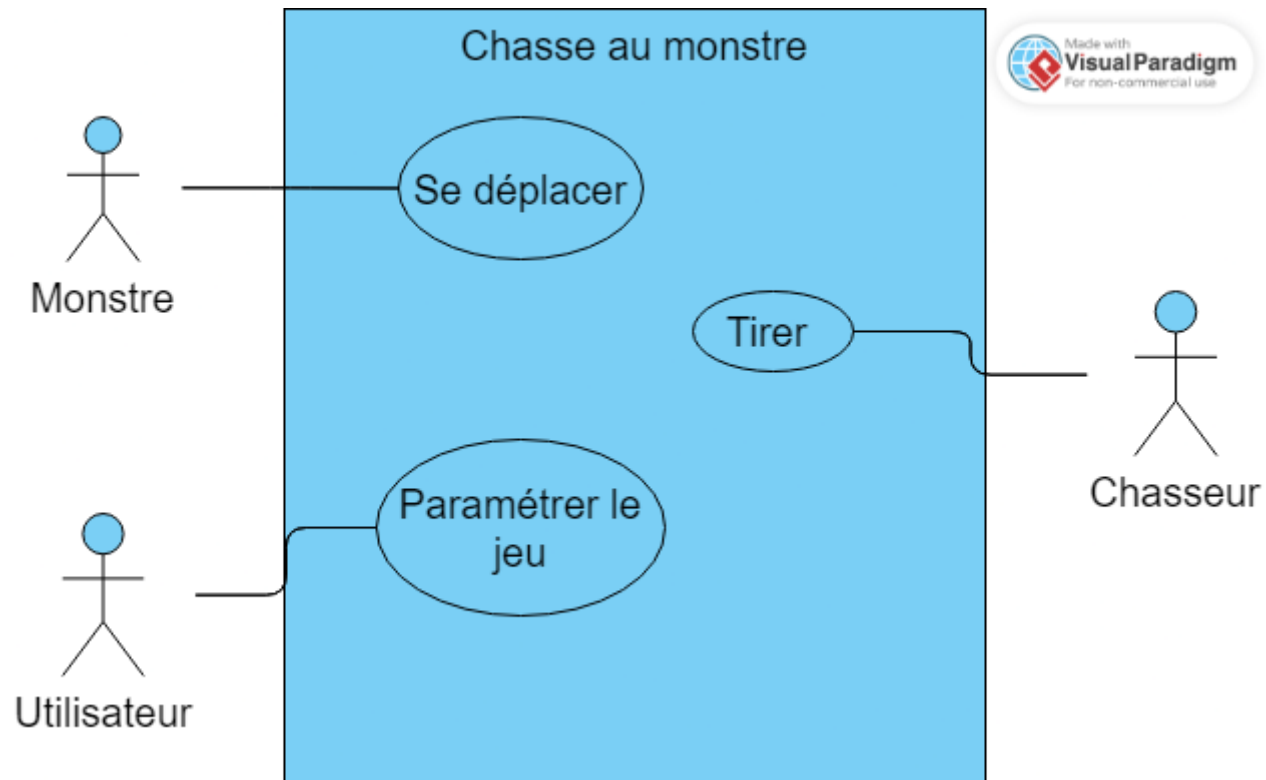 Chasse au monstre
Made with
Visual Paradigm
For non-commercial use
Se déplacer
Monstre
Tirer
Chasseur
Paramétrer le
jeu
Utilisateur